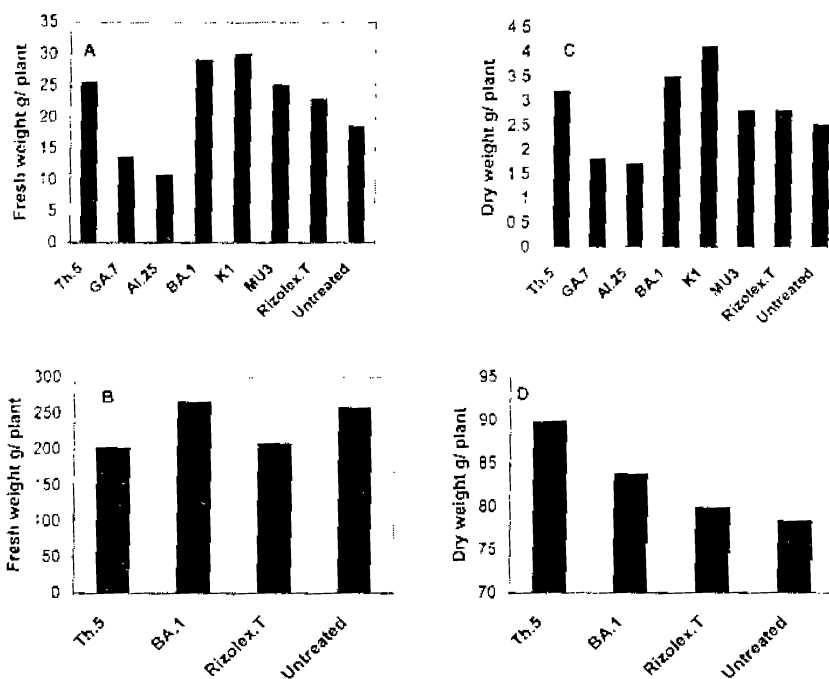 A
Fresh weight g/ plant
35
30
25
20
15
10
5
0
Th.5
GA.7
Al.25
BA.1
K1
MU3
Rizolex.T
Untreated
C
Dry weight g/ plant
4 5
4
3.5
3
2.5
2
1 5
1
0 5
0
Th.5
GA.7
Al.25
BA.1
K1
MU3
Rizolex.T
Untreated
B
Fresh weight g/ plant
300
250
200
150
100
50
0
Th.5
BA.1
Rizolex.T
Untreated
D
Dry weight g/ plant
95
90
85
80
75
70
Th.5
BA.1
Rizolex.T
Untreated